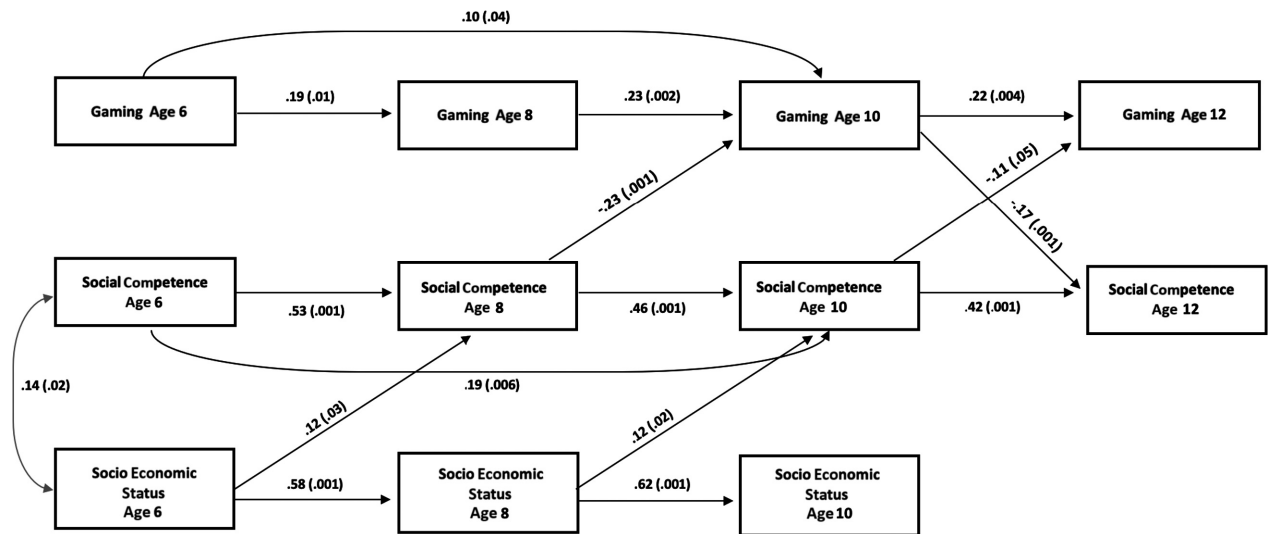 .10 (.04)
Gaming Age 6
.19 (.01)
Gaming Age 8
.23 (.002)
Gaming Age 10
.22 (.004)
Gaming Age 12
-.23 (.001)
-.11 (.05)
-.17 (.001)
Social Competence
Age 6
.53 (.001)
Social Competence
Age 8
.46 (.001)
Social Competence
Age 10
.42 (.001)
Social Competence
Age 12
.14 (.02)
.19 (.006)
.12 (.03)
.12 (.02)
Socio Economic
Status
Age 6
.58 (.001)
Socio Economic
Status
Age 8
.62 (.001)
Socio Economic
Status
Age 10